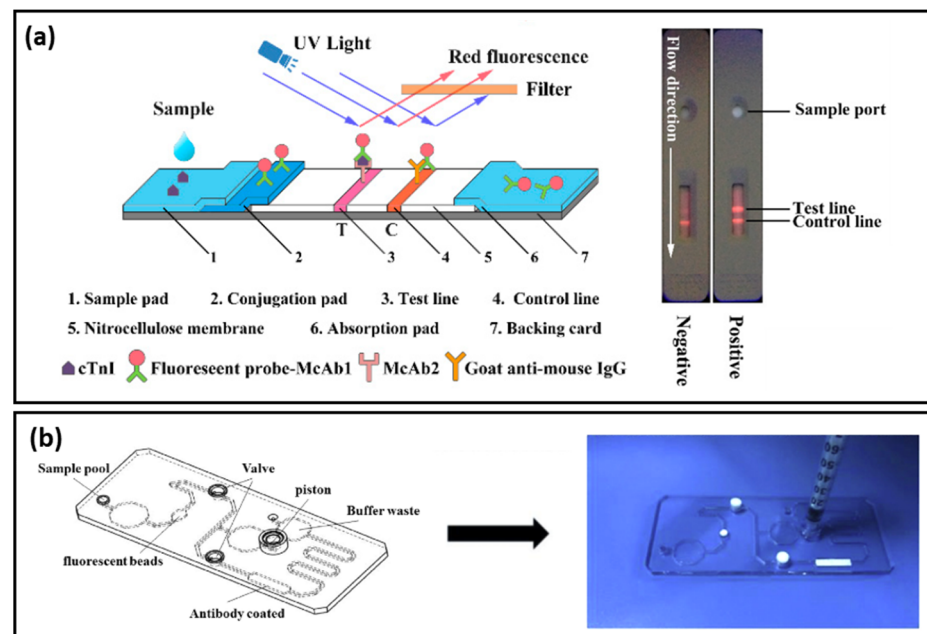 (a)
UV Light
Red fluorescence
Filter
Sample
T
C
1
2
3
4
5
6
7
1. Sample pad
2. Conjugation pad
3. Test line
4. Control line
5. Nitrocellulose membrane
6. Absorption pad
7. Backing card
cTnI
Fluoreseent probe-McAb1
McAb2
Goat anti-mouse IgG
Flow direction
Sample port
Test line
Control line
Negative
Positive
(b)
Sample pool
Valve
piston
Buffer waste
fluorescent beads
Antibody coated